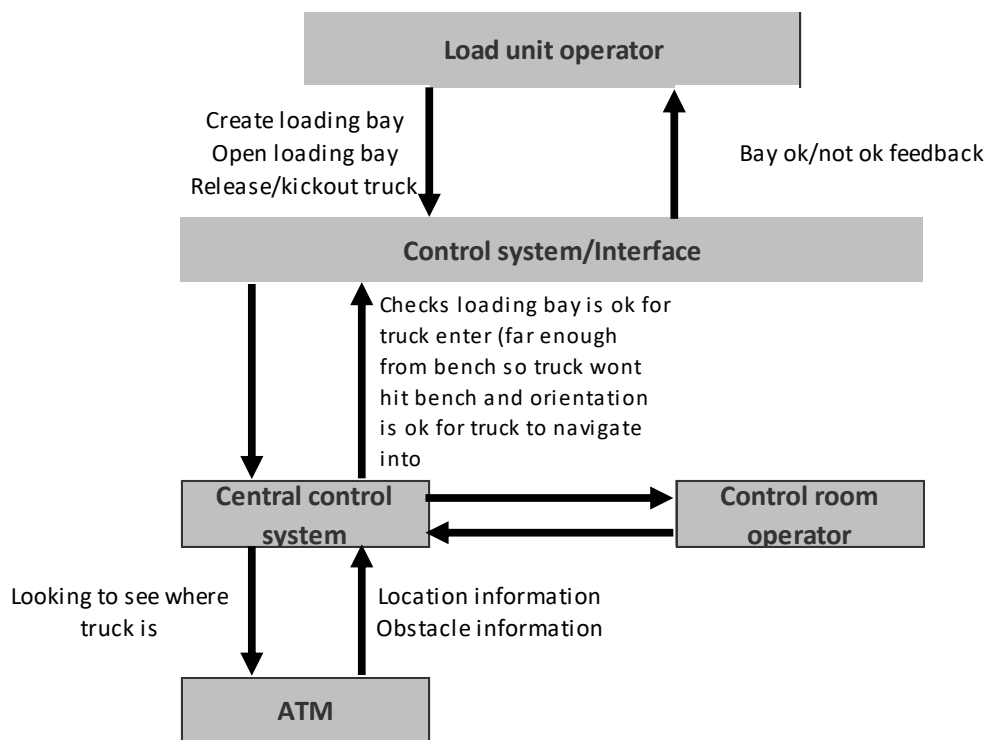 Load unit operator
Create loading bay
Open loading bay
Release/kickout truck
Bay ok/not ok feedback
Control system/Interface
Checks loading bay is ok for
truck enter (far enough
from bench so truck wont
hit bench and orientation
is ok for truck to navigate
into
Central control
system
Control room
operator
Looking to see where
truck is
Location information
Obstacle information
ATM